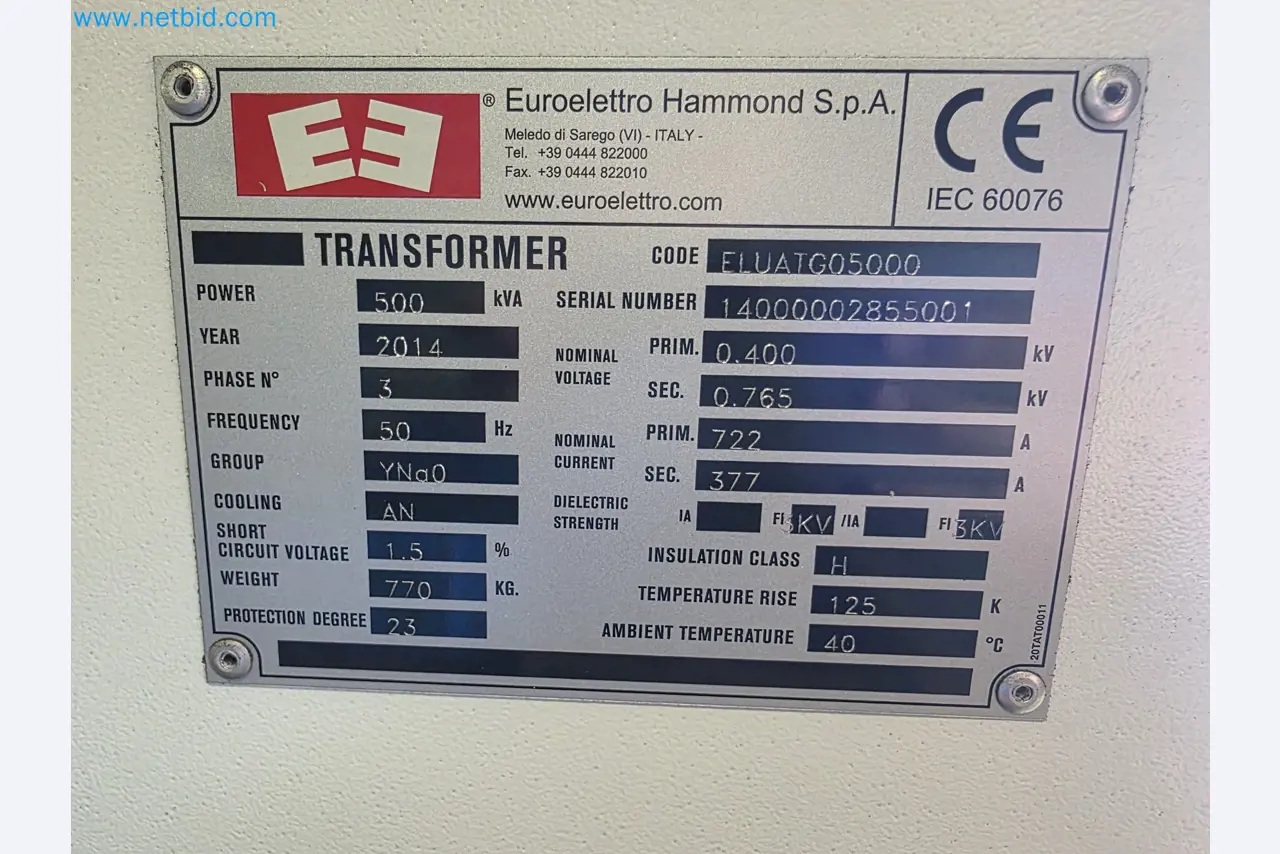 www.netbid.com
® Euroelettro Hammond S.p.A.
Meledo di Sarego (VI) - ITALY -
Tel. +39 0444 822000
Fax. +39 0444 822010
www.euroelettro.com
CE
IEC 60076
TRANSFORMER
CODE ELUATG05000
POWER 500 kVA
SERIAL NUMBER 14000002855001
YEAR 2014
NOMINAL VOLTAGE PRIM. 0.400 kV
PHASE N° 3
SEC. 0.765 kV
FREQUENCY 50 Hz
NOMINAL CURRENT PRIM. 722 A
GROUP YNa0
SEC. 377 A
COOLING AN
DIELECTRIC STRENGTH IA FI 3KV /IA FI 3KV
SHORT CIRCUIT VOLTAGE 1.5 %
INSULATION CLASS H
WEIGHT 770 KG.
TEMPERATURE RISE 125 K
PROTECTION DEGREE 23
AMBIENT TEMPERATURE 40 °C
20TAT00011